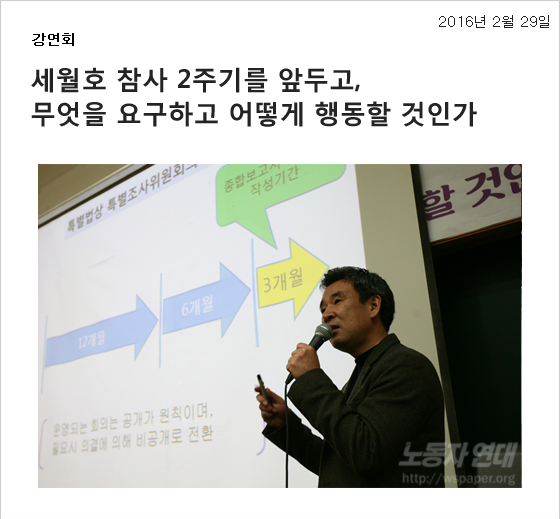 2016년 2월 29일
강연회
세월호 참사 2주기를 앞두고,
무엇을 요구하고 어떻게 행동할 것인가
특별법상 특별조사위원회의
종합보고서
작성기간
할 것인
12개월
6개월
3개월
운영되는 회의는 공개가 원칙이며,
필요시 의결에 의해 비공개로 전환
노동자 연대
http://wspaper.org